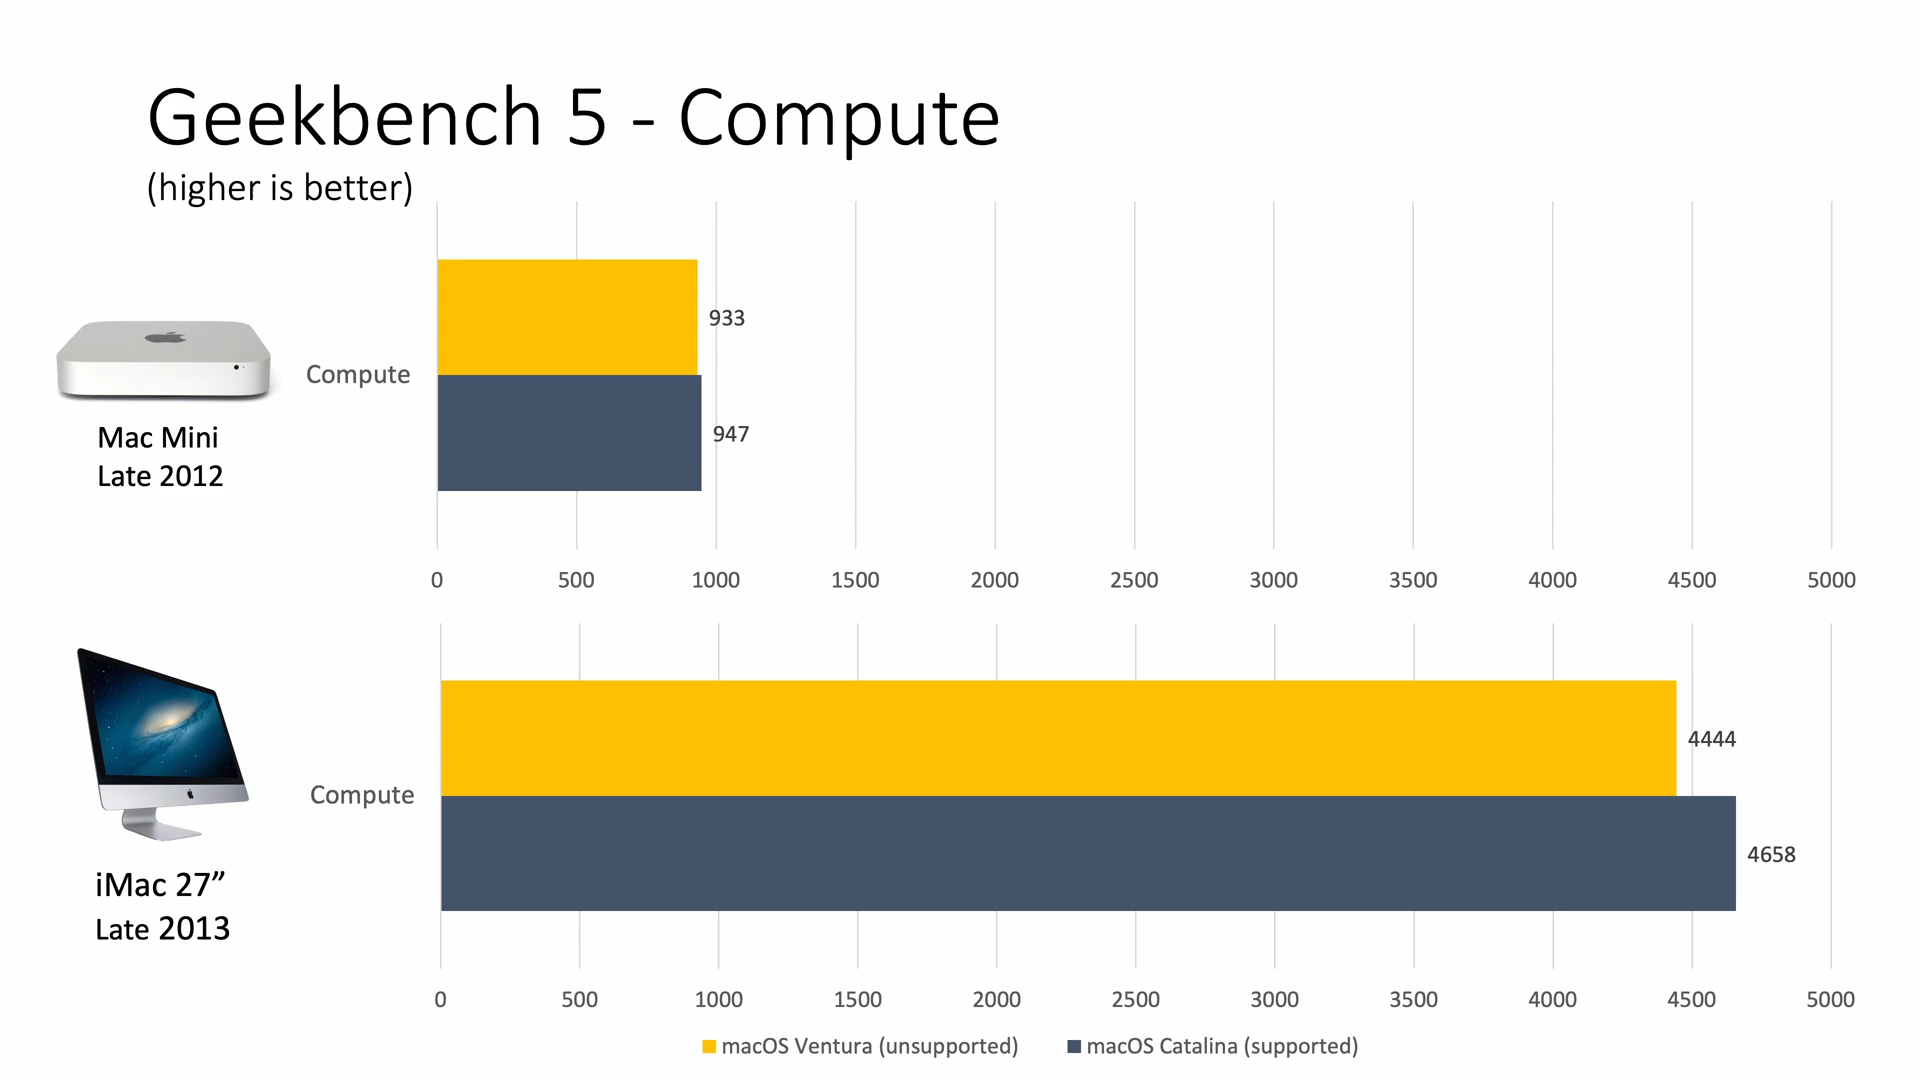 Geekbench 5 - Compute
(higher is better)
933
Compute
947
Mac Mini
Late 2012
0 500 1000 1500 2000 2500 3000 3500 4000 4500 5000
4444
Compute
4658
iMac 27”
Late 2013
0 500 1000 1500 2000 2500 3000 3500 4000 4500 5000
macOS Ventura (unsupported) macOS Catalina (supported)